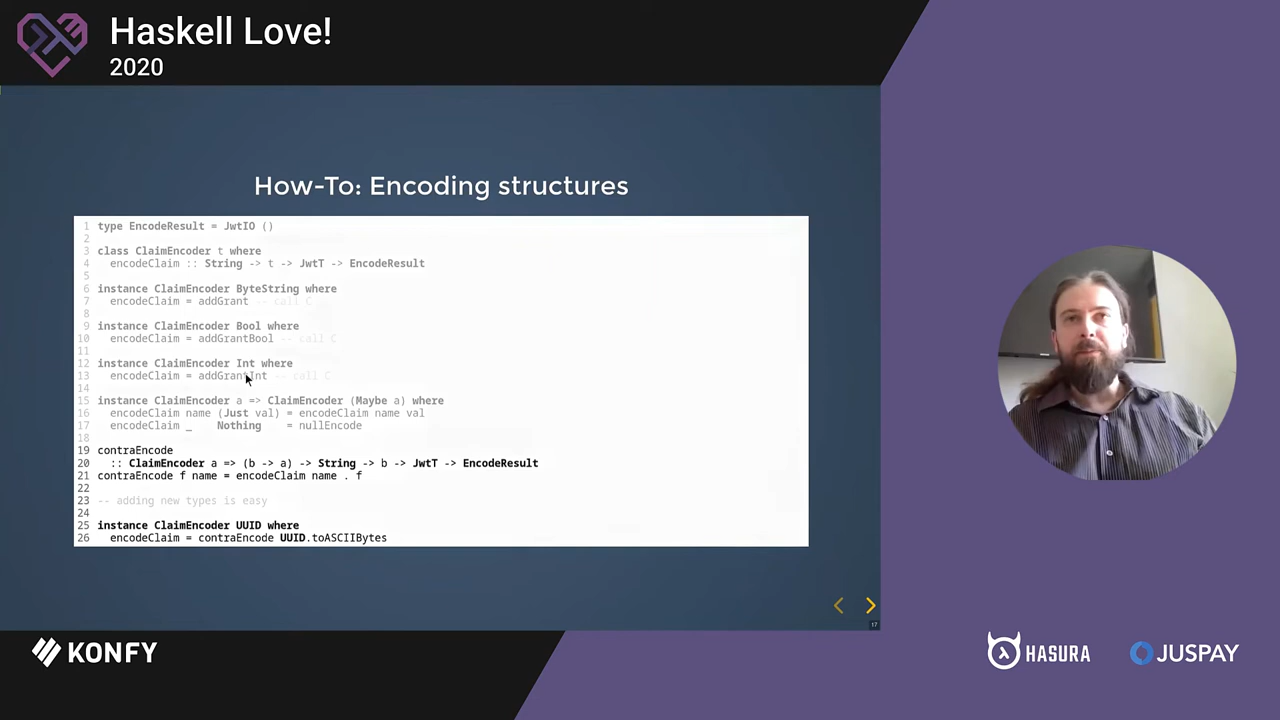 Haskell Love!
2020
How-To: Encoding structures
1 type EncodeResult = JwtIO ()
2
3 class ClaimEncoder t where
4   encodeClaim :: String -> t -> JwtT -> EncodeResult
5
6 instance ClaimEncoder ByteString where
7   encodeClaim = addGrant -- call C
8
9 instance ClaimEncoder Bool where
10   encodeClaim = addGrantBool -- call C
11
12 instance ClaimEncoder Int where
13   encodeClaim = addGrantInt -- call C
14
15 instance ClaimEncoder a => ClaimEncoder (Maybe a) where
16   encodeClaim name (Just val) = encodeClaim name val
17   encodeClaim _    Nothing    = nullEncode
18
19 contraEncode
20   :: ClaimEncoder a => (b -> a) -> String -> b -> JwtT -> EncodeResult
21 contraEncode f name = encodeClaim name . f
22
23 -- adding new types is easy
24
25 instance ClaimEncoder UUID where
26   encodeClaim = contraEncode UUID.toASCIIBytes
17
KONFY
HASURA
JUSPAY